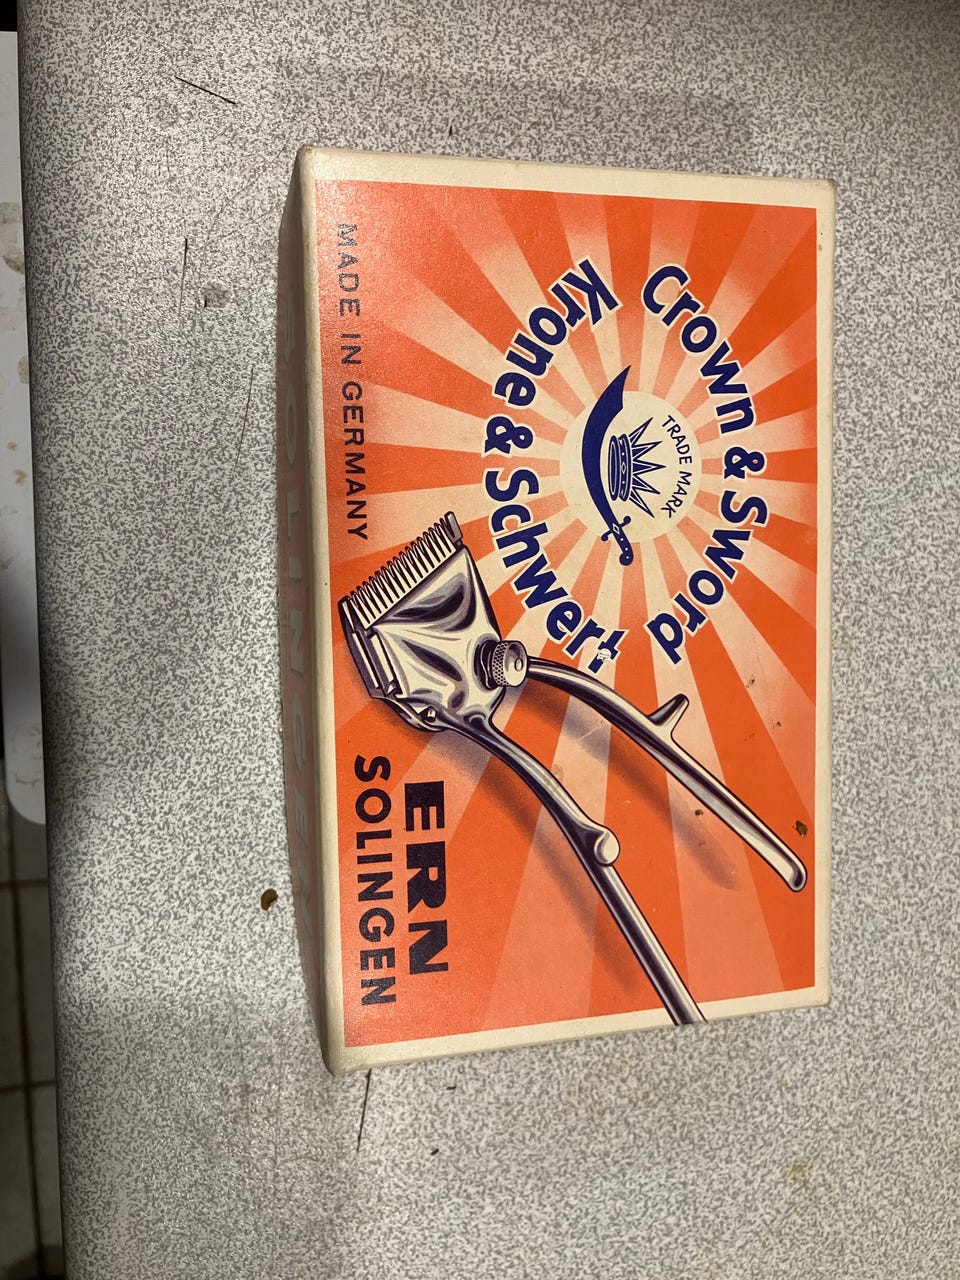 Crown & Sword
TRADE MARK
Krone & Schwert
MADE IN GERMANY
ERN
SOLINGEN
SOLINGEN